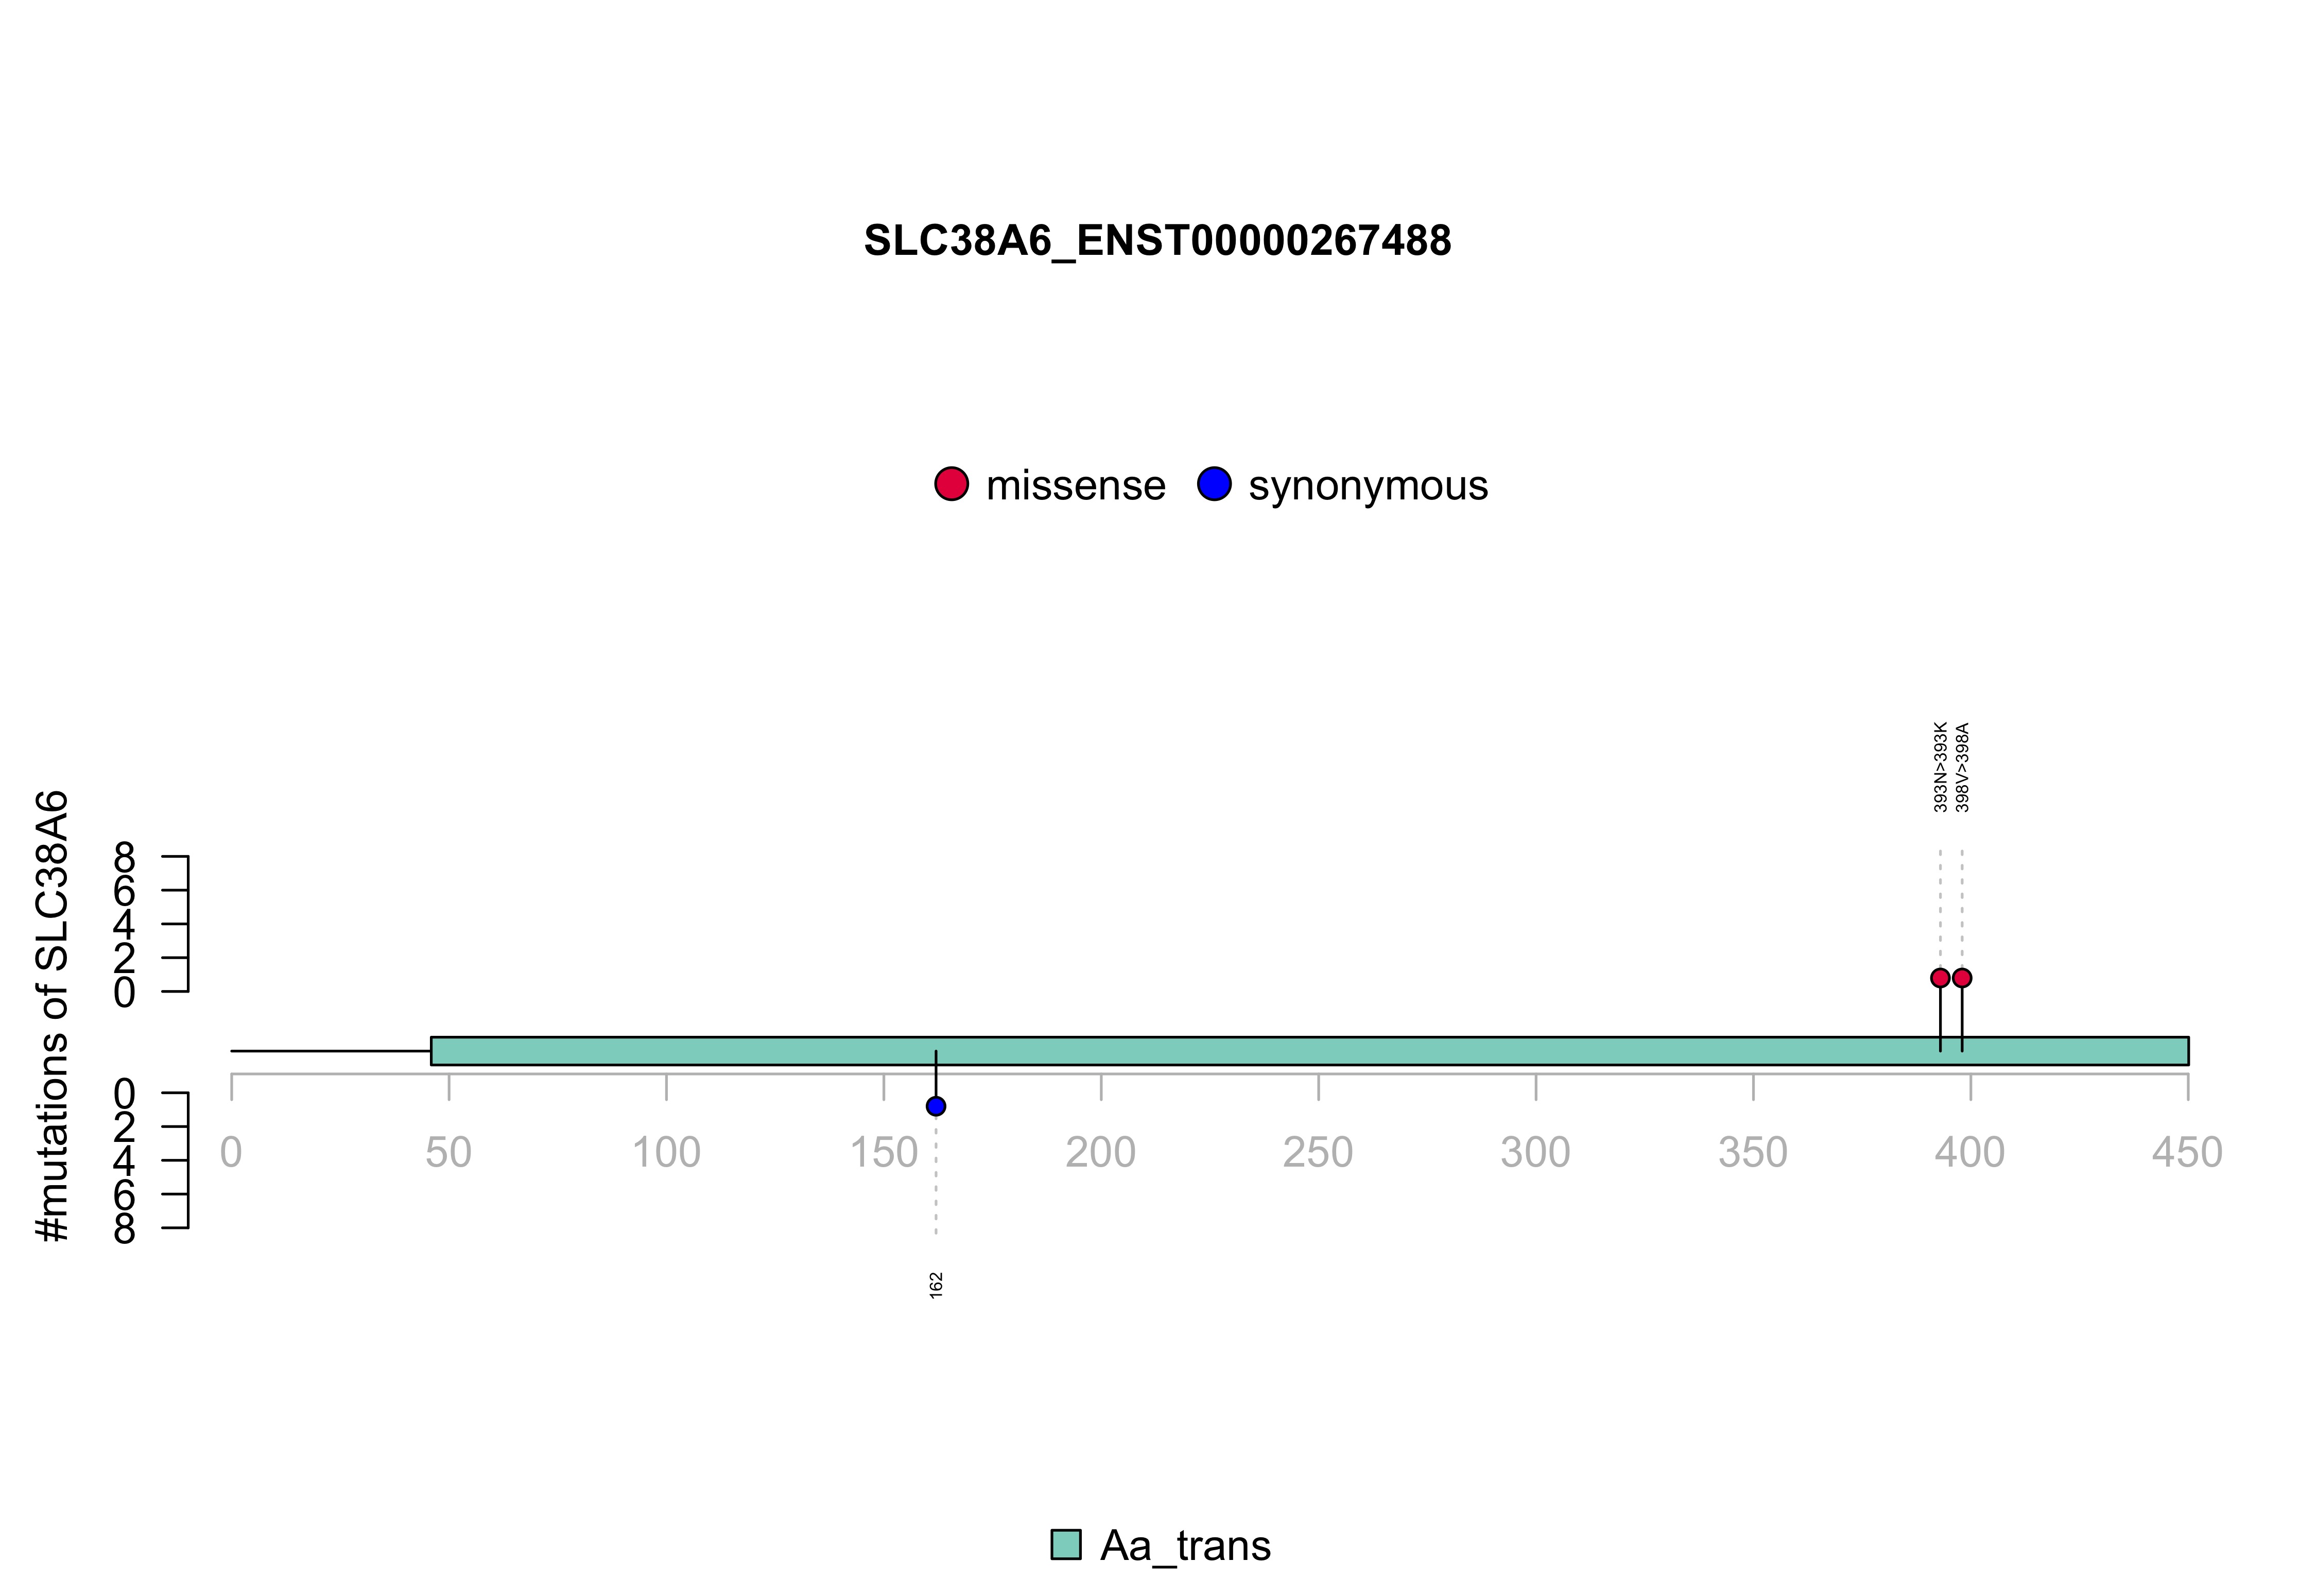 SLC38A6_ENST00000267488
missense
synonymous
393N>393K
398V>398A
#mutations of SLC38A6
8
6
4
2
0
0
2
4
6
8
0 50 100 150 200 250 300 350 400 450
162
Aa_trans